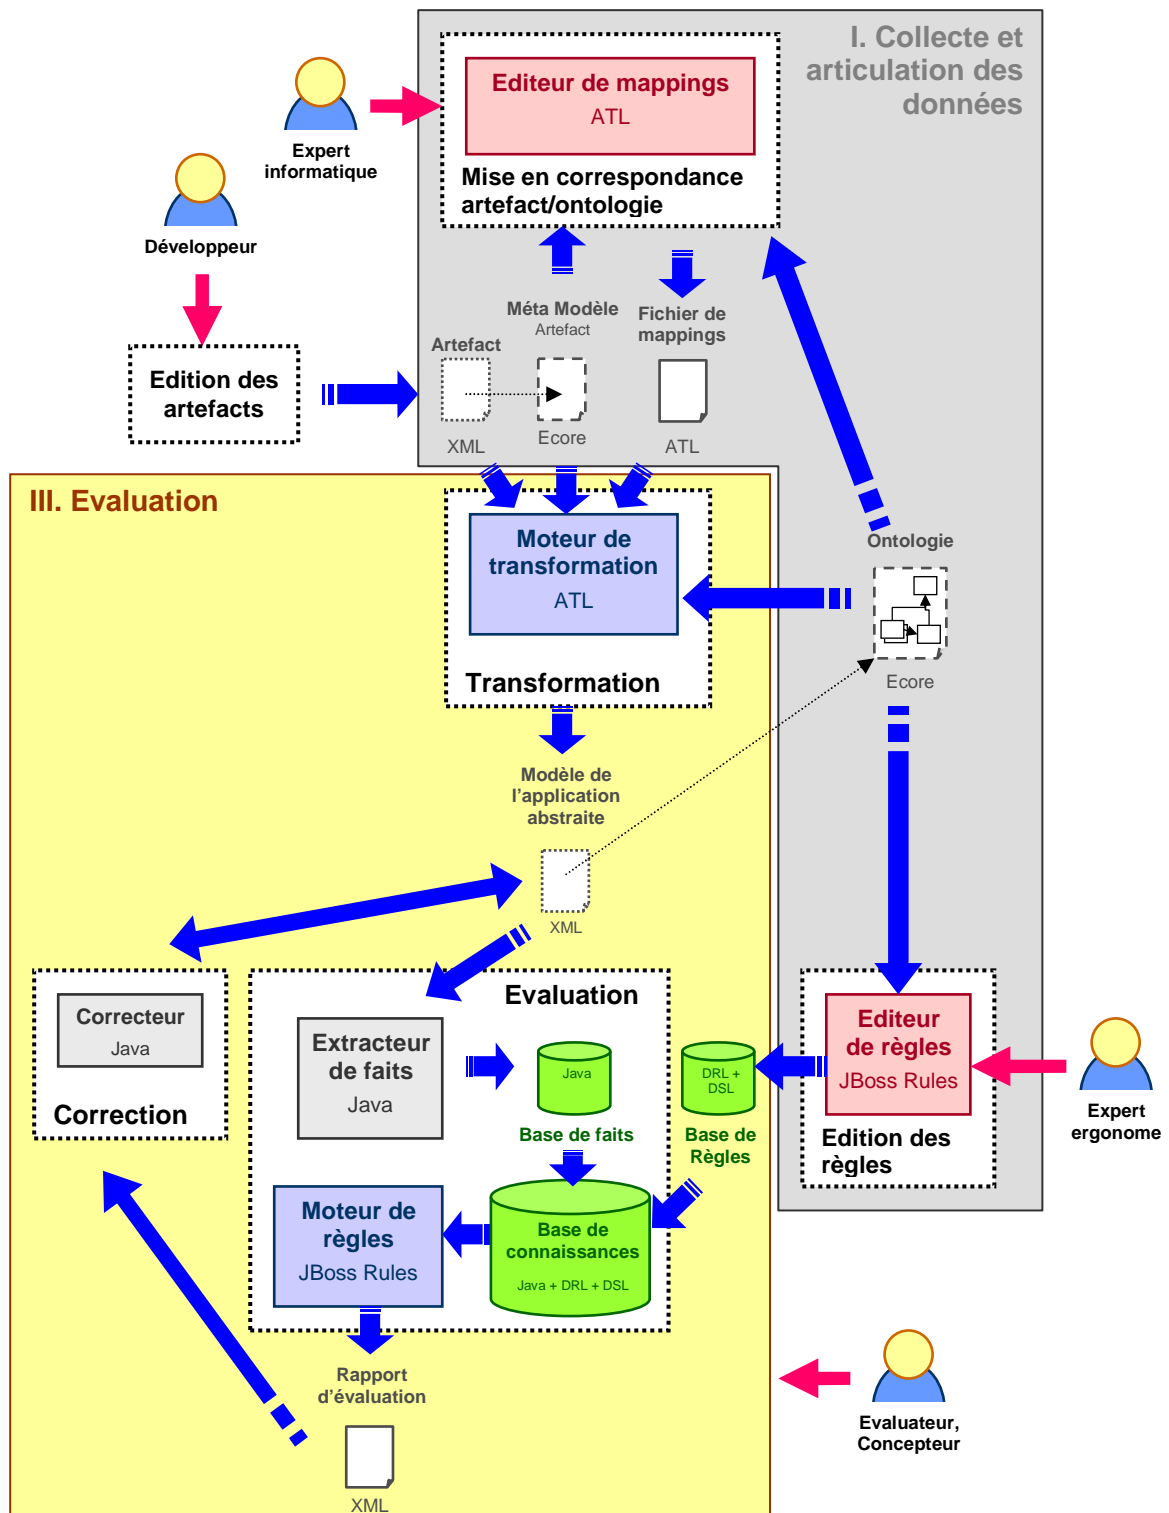 I. Collecte et
articulation des
données
Editeur de mappings
ATL
Mise en correspondance
artefact/ontologie
Expert
informatique
Développeur
Edition des
artefacts
Méta Modèle
Artefact
Fichier de
mappings
Artefact
XML
Ecore
ATL
III. Evaluation
Moteur de
transformation
ATL
Transformation
Ontologie
Ecore
Modèle de
l'application
abstraite
XML
Correcteur
Java
Correction
Evaluation
Extracteur
de faits
Java
Java
Base de faits
DRL +
DSL
Base de
Règles
Editeur
de règles
JBoss Rules
Edition des
règles
Expert
ergonome
Moteur de
règles
JBoss Rules
Base de
connaissances
Java + DRL + DSL
Rapport
d'évaluation
XML
Evaluateur,
Concepteur